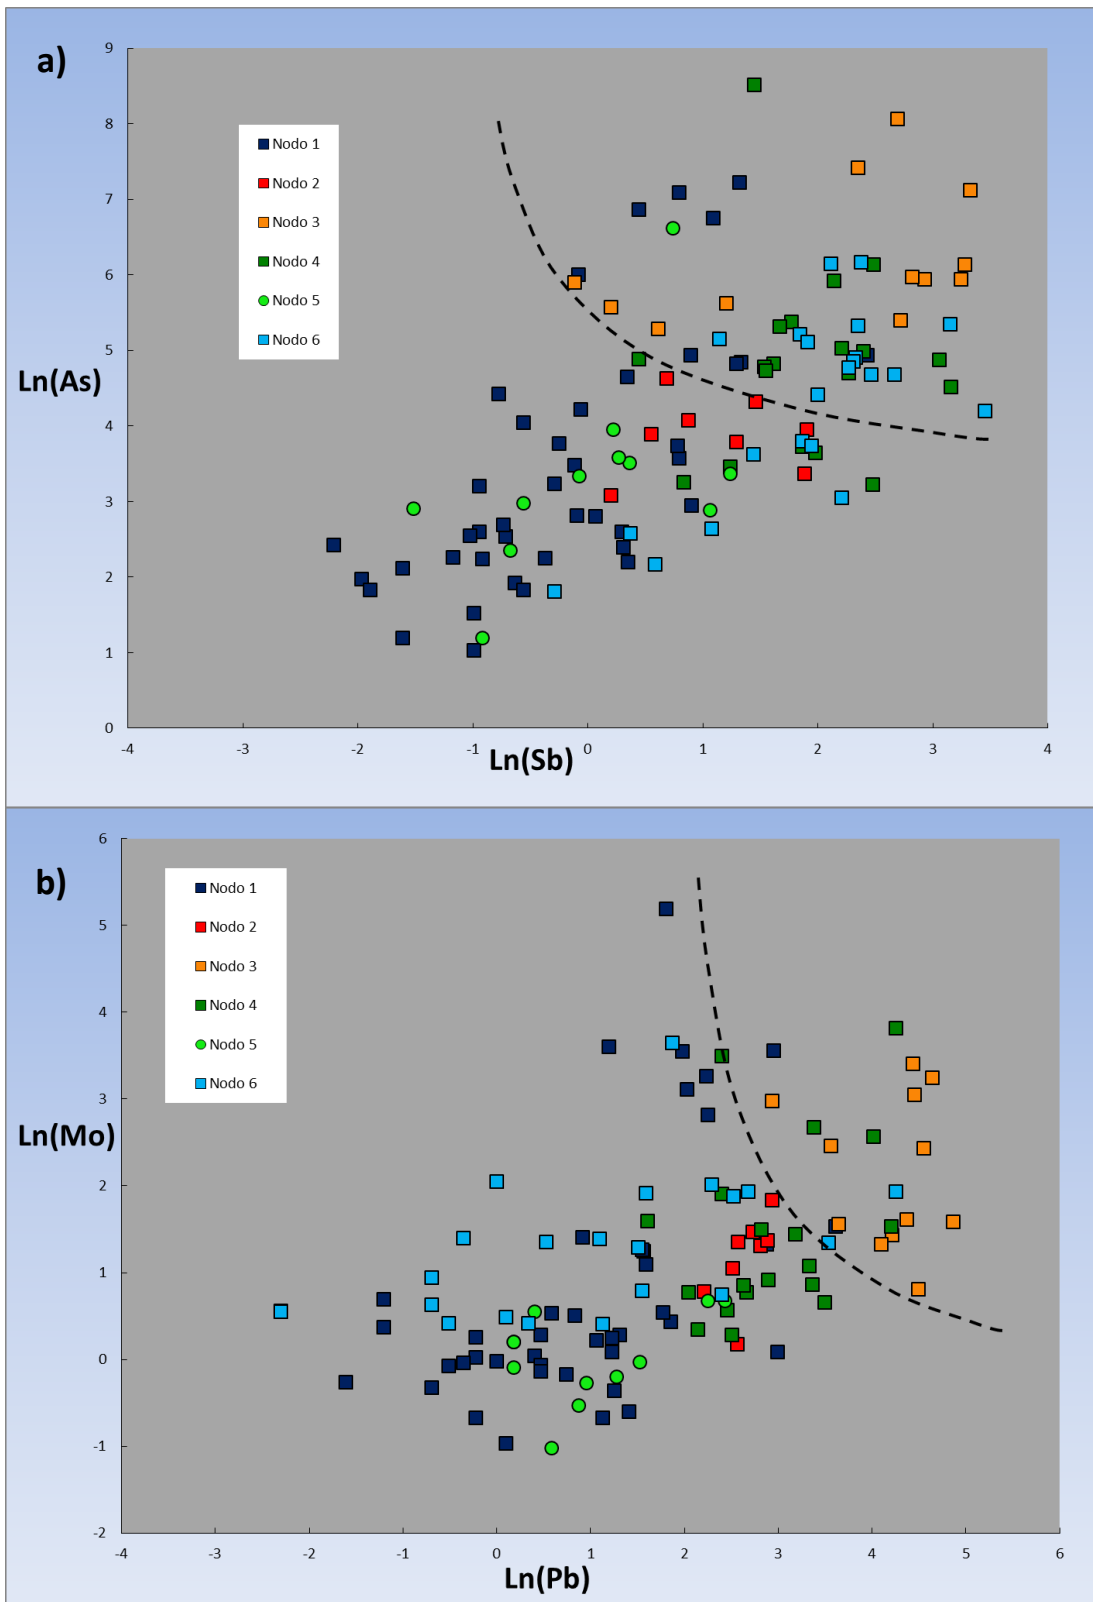 a)
9
8
7
6
5
4
3
2
1
0
Ln(As)
Nodo 1
Nodo 2
Nodo 3
Nodo 4
Nodo 5
Nodo 6
-4 -3 -2 -1 0 1 2 3 4
Ln(Sb)
b)
6
5
4
3
2
1
0
-1
-2
Ln(Mo)
Nodo 1
Nodo 2
Nodo 3
Nodo 4
Nodo 5
Nodo 6
-4 -3 -2 -1 0 1 2 3 4 5 6
Ln(Pb)